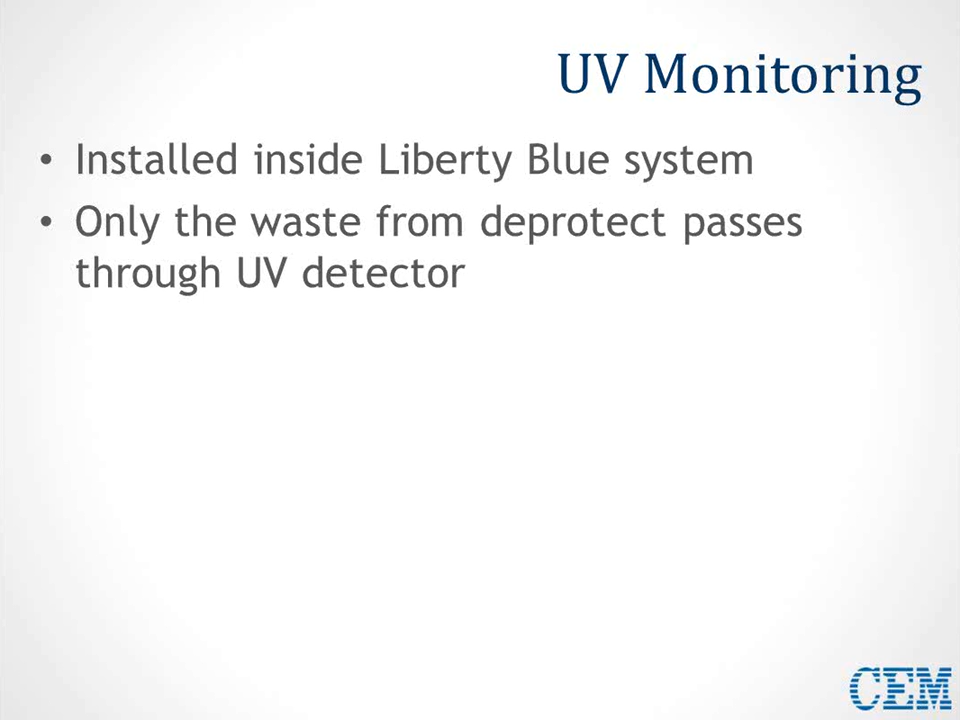 UV Monitoring
• Installed inside Liberty Blue system
• Only the waste from deprotect passes
through UV detector
CEM